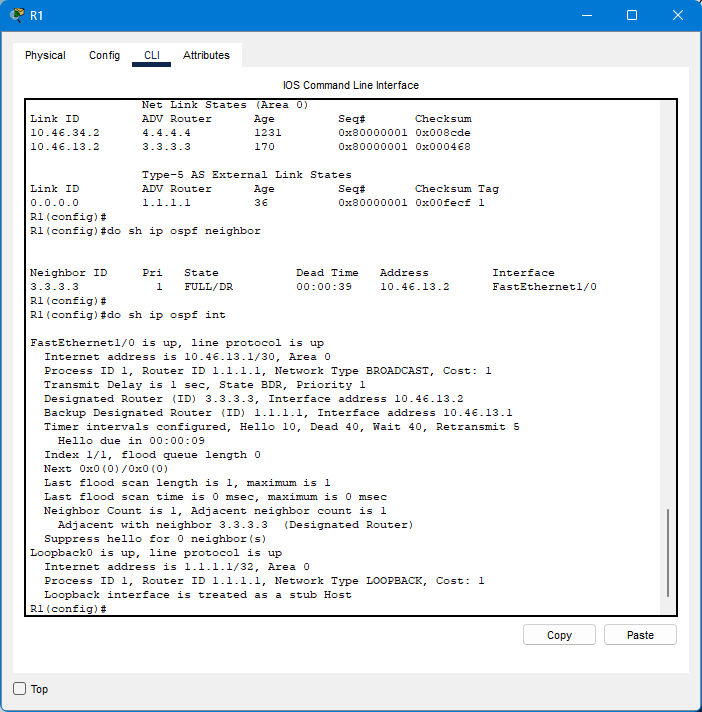 R1
Physical Config CLI Attributes
IOS Command Line Interface
Net Link States (Area 0)
Link ID ADV Router Age Seq# Checksum
10.46.34.2 4.4.4.4 1231 0x80000001 0x008cde
10.46.13.2 3.3.3.3 170 0x80000001 0x000468
Type-5 AS External Link States
Link ID ADV Router Age Seq# Checksum Tag
0.0.0.0 1.1.1.1 36 0x80000001 0x00fecf 1
R1(config)#
R1(config)#do sh ip ospf neighbor
Neighbor ID Pri State Dead Time Address Interface
3.3.3.3 1 FULL/DR 00:00:39 10.46.13.2 FastEthernet1/0
R1(config)#
R1(config)#do sh ip ospf int
FastEthernet1/0 is up, line protocol is up
Internet address is 10.46.13.1/30, Area 0
Process ID 1, Router ID 1.1.1.1, Network Type BROADCAST, Cost: 1
Transmit Delay is 1 sec, State BDR, Priority 1
Designated Router (ID) 3.3.3.3, Interface address 10.46.13.2
Backup Designated Router (ID) 1.1.1.1, Interface address 10.46.13.1
Timer intervals configured, Hello 10, Dead 40, Wait 40, Retransmit 5
Hello due in 00:00:09
Index 1/1, flood queue length 0
Next 0x0(0)/0x0(0)
Last flood scan length is 1, maximum is 1
Last flood scan time is 0 msec, maximum is 0 msec
Neighbor Count is 1, Adjacent neighbor count is 1
Adjacent with neighbor 3.3.3.3 (Designated Router)
Suppress hello for 0 neighbor(s)
Loopback0 is up, line protocol is up
Internet address is 1.1.1.1/32, Area 0
Process ID 1, Router ID 1.1.1.1, Network Type LOOPBACK, Cost: 1
Loopback interface is treated as a stub Host
R1(config)#
Copy Paste
Top